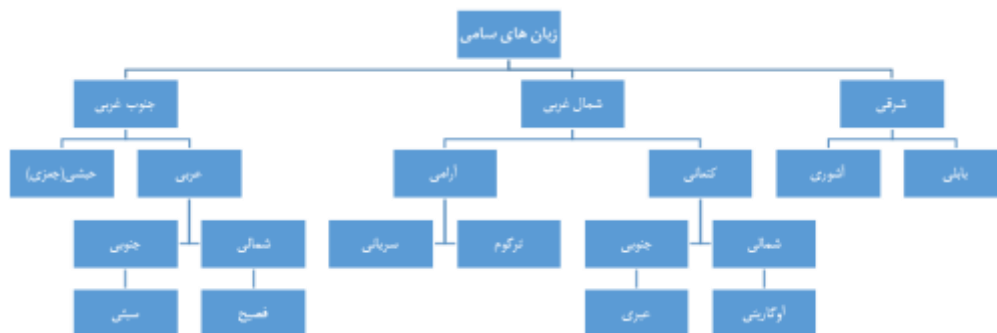 زبان های سامی
شرقی
شمال غربی
جنوب غربی
بابلی
آشوری
کنعانی
آرامی
عربی
حبشی(جعزی)
شمالی
جنوبی
ترگوم
سریانی
شمالی
جنوبی
اوگاریتی
عبری
فصیح
سبئی